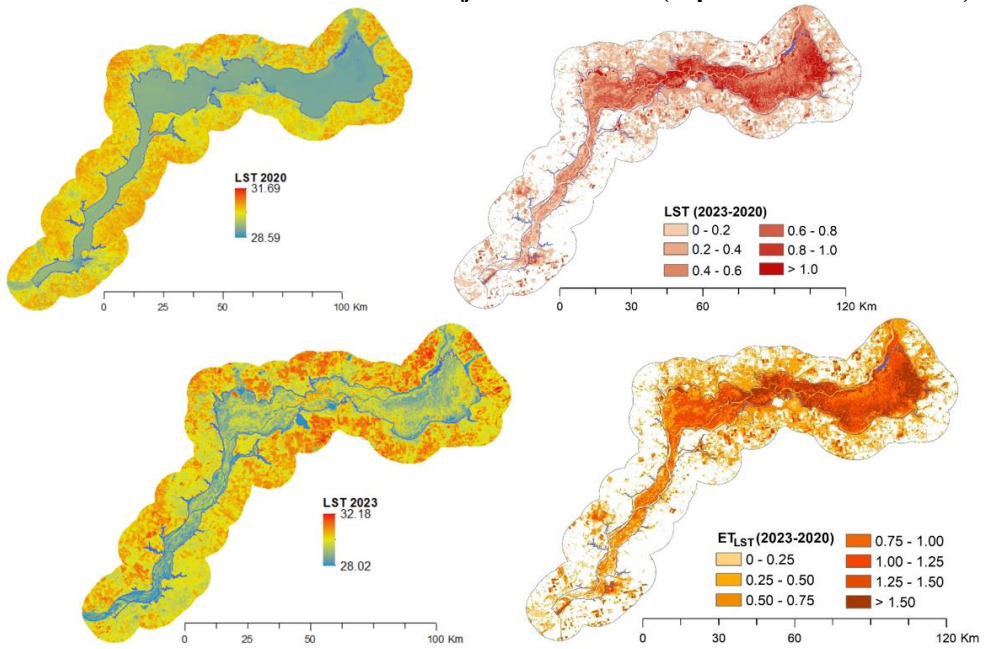 LST 2020
31.69
28.59
0 25 50 100 Km
LST (2023-2020)
0 - 0.2
0.2 - 0.4
0.4 - 0.6
0.6 - 0.8
0.8 - 1.0
> 1.0
0 30 60 120 Km
LST 2023
32.18
28.02
0 25 50 100 Km
ET_LST (2023-2020)
0 - 0.25
0.25 - 0.50
0.50 - 0.75
0.75 - 1.00
1.00 - 1.25
1.25 - 1.50
> 1.50
0 30 60 120 Km